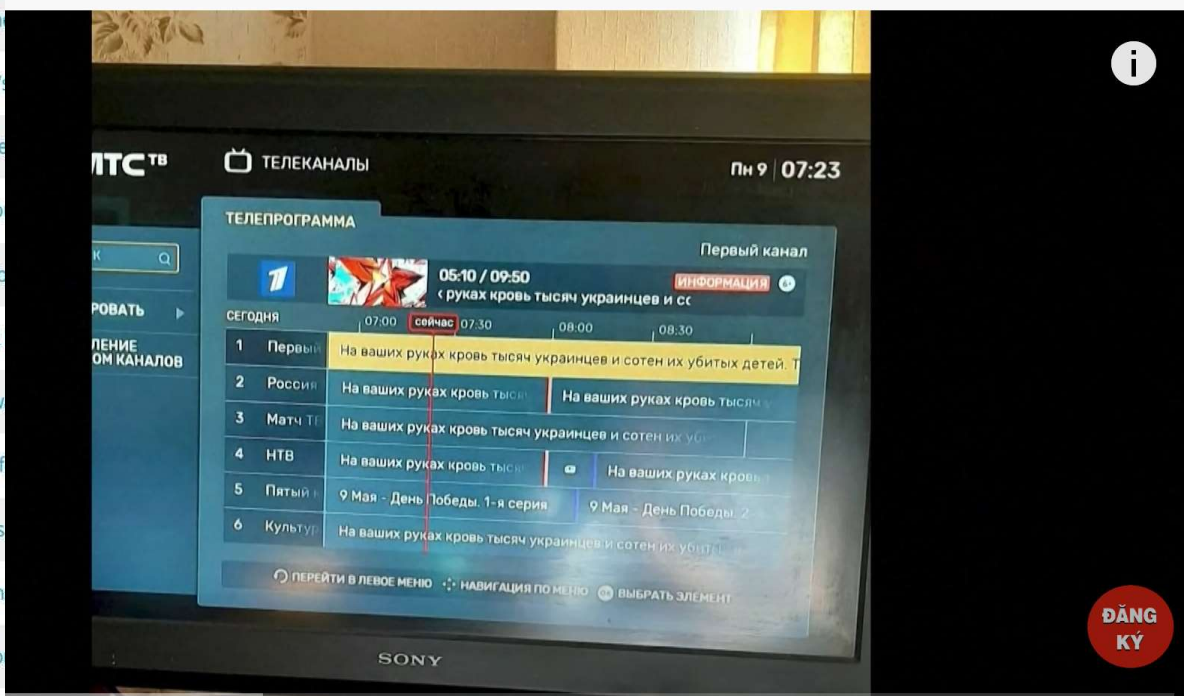 ТВ
ТЕЛЕКАНАЛЫ
Пн 9 07:23
ТЕЛЕПРОГРАММА
Первый канал
1
05:10 / 09:50
руках кровь тысяч украинцев и
ИНФОРМАЦИЯ 6+
СЕГОДНЯ
07:00 сейчас 07:30 08:00 08:30
1 Первый На ваших руках кровь тысяч украинцев и сотен их убитых детей.
2 Россия На ваших руках кровь На ваших руках кровь тысяч
3 Матч На ваших руках кровь тысяч украинцев и сотен их
4 НТВ На ваших руках кровь На ваших руках кровь
5 Пятый 9 Мая - День Победы. 1-я серия 9 Мая - День Победы. 2
6 На ваших руках кровь тысяч украинцев и сотен их
ПЕРЕЙТИ В ЛЕВОЕ МЕНЮ НАВИГАЦИЯ ПО МЕНЮ ВЫБРАТЬ ЭЛЕМЕНТ
КАНАЛОВ
SONY
i
ĐĂNG
KÝ